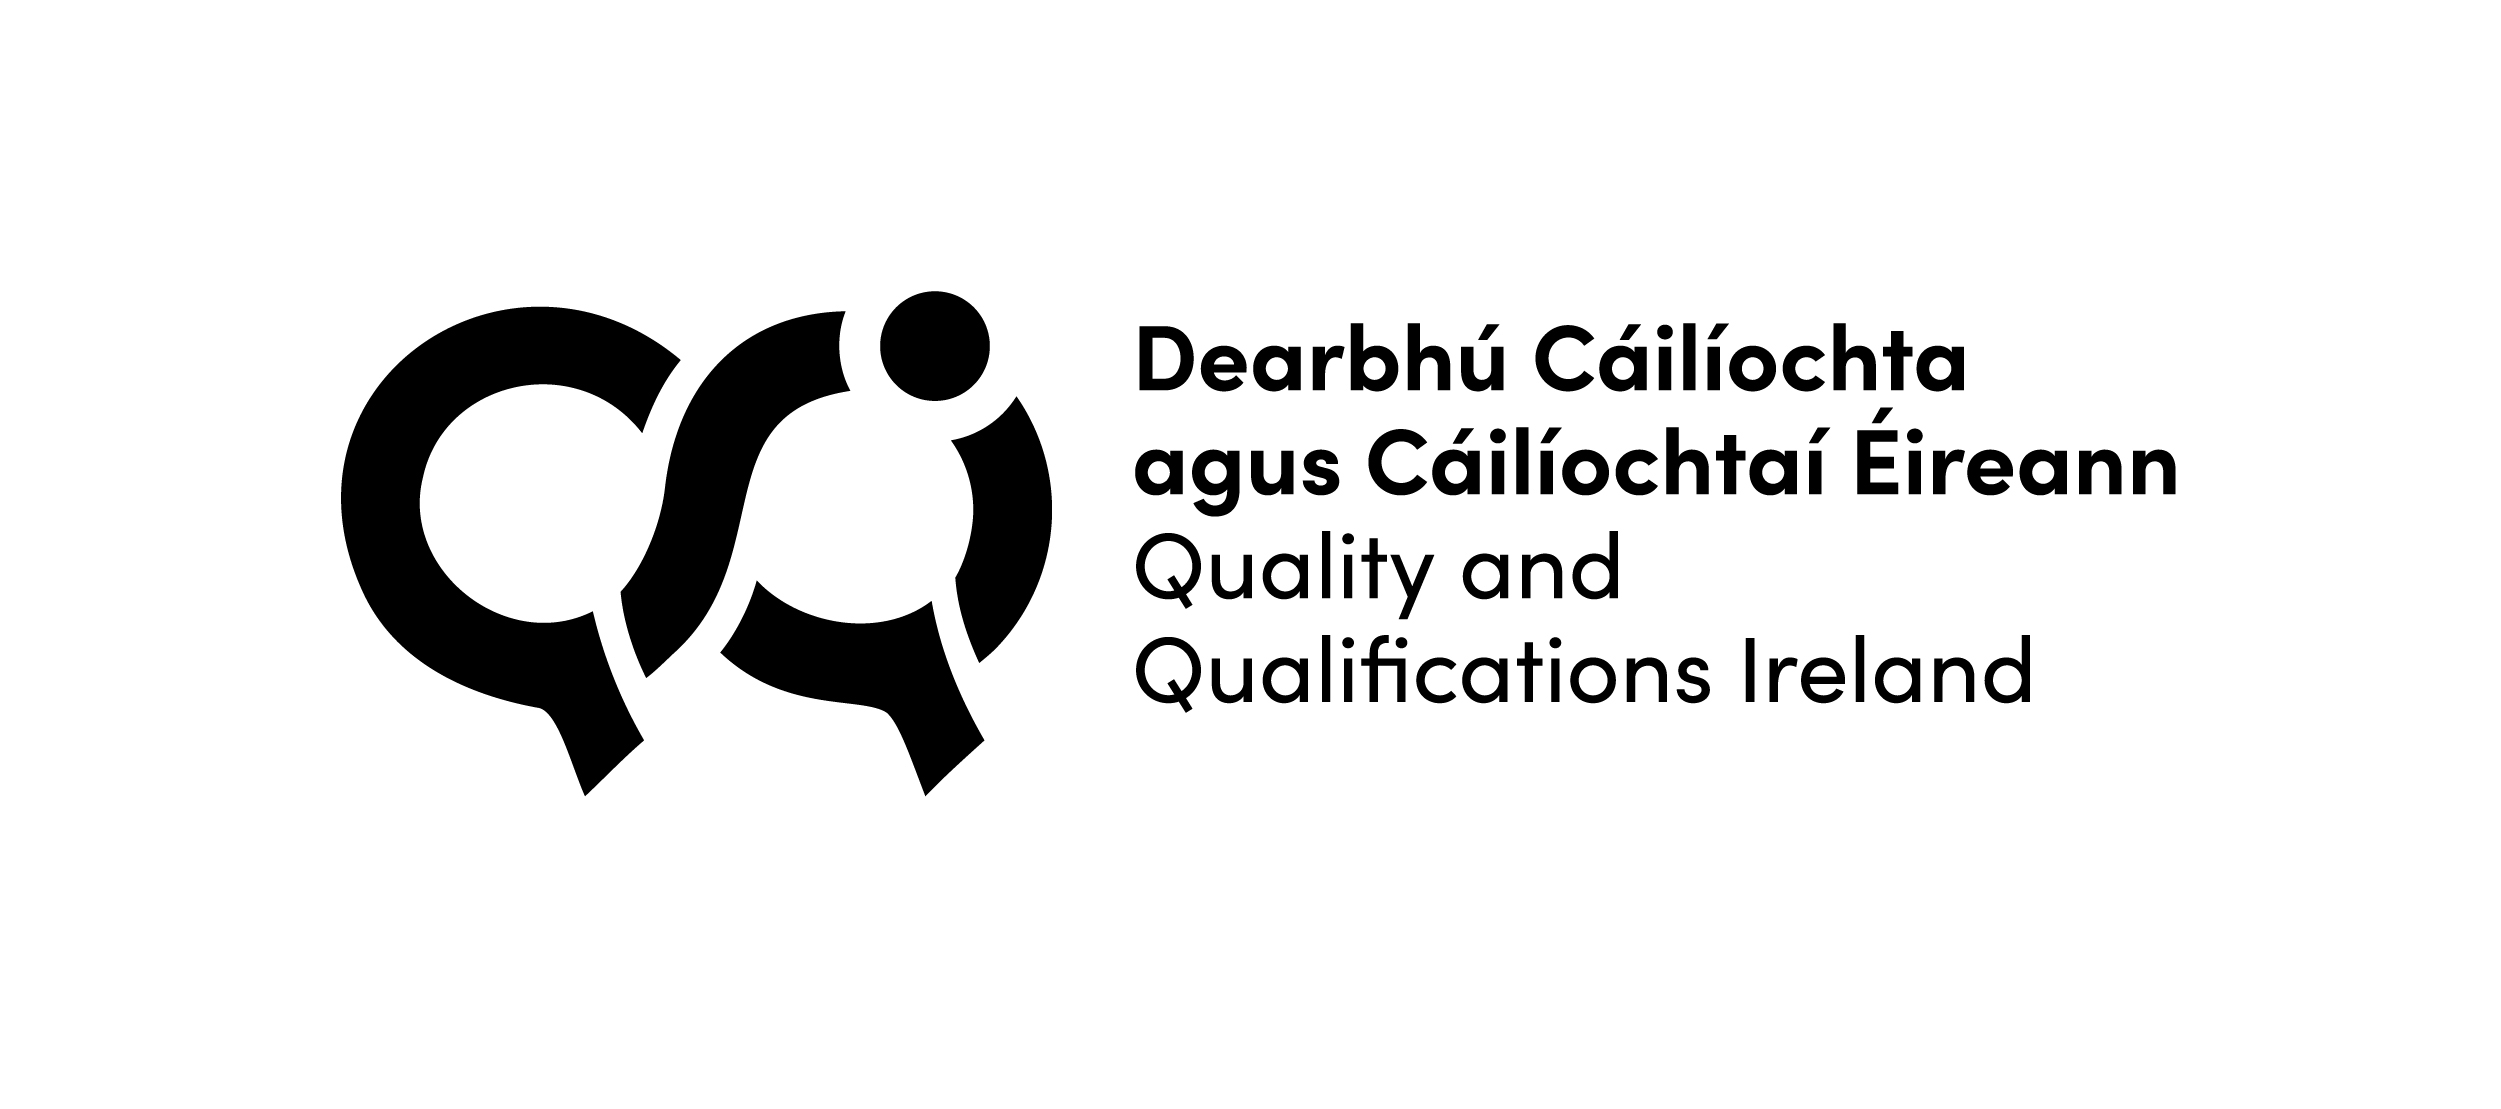 Dearbhú Cáilíochta
agus Cáilíochtaí Éireann
Quality and
Qualifications Ireland